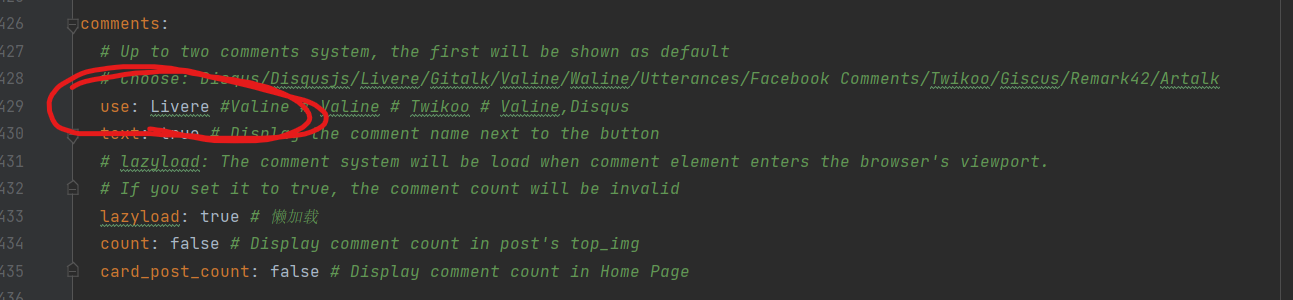 426 comments:
427 # Up to two comments system, the first will be shown as default
428 # Choose: Disqus/Disqusjs/Livere/Gitalk/Valine/Waline/Utterances/Facebook Comments/Twikoo/Giscus/Remark42/Artalk
429 use: Livere #Valine # Valine # Twikoo # Valine,Disqus
430 text: true # Display the comment name next to the button
431 # lazyload: The comment system will be load when comment element enters the browser's viewport.
432 # If you set it to true, the comment count will be invalid
433 lazyload: true # 懒加载
434 count: false # Display comment count in post's top_img
435 card_post_count: false # Display comment count in Home Page